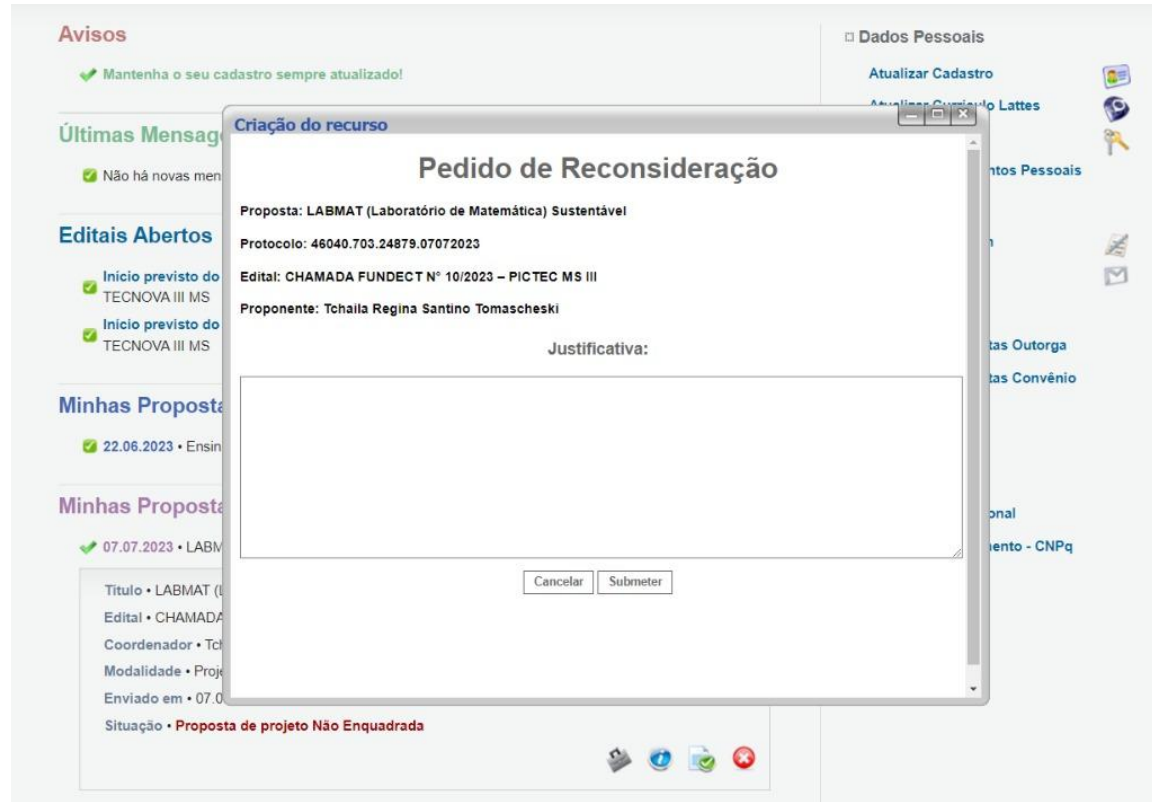 Avisos
Mantenha o seu cadastro sempre atualizado!
Últimas Mensag
Não há novas men
Editais Abertos
Início previsto do
TECNOVA III MS
Início previsto do
TECNOVA III MS
Minhas Proposta
22.06.2023 • Ensin
Minhas Proposta
07.07.2023 • LABM
Título • LABMAT (L
Edital • CHAMADA
Coordenador • Tch
Modalidade • Proje
Enviado em • 07.0
Situação • Proposta de projeto Não Enquadrada
Criação do recurso
Pedido de Reconsideração
Proposta: LABMAT (Laboratório de Matemática) Sustentável
Protocolo: 46040.703.24879.07072023
Edital: CHAMADA FUNDECT N° 10/2023 – PICTEC MS III
Proponente: Tchaila Regina Santino Tomascheski
Justificativa:
Cancelar Submeter
Dados Pessoais
Atualizar Cadastro
Atualizar Currículo Lattes
ntos Pessoais
tas Outorga
tas Convênio
onal
ento - CNPq